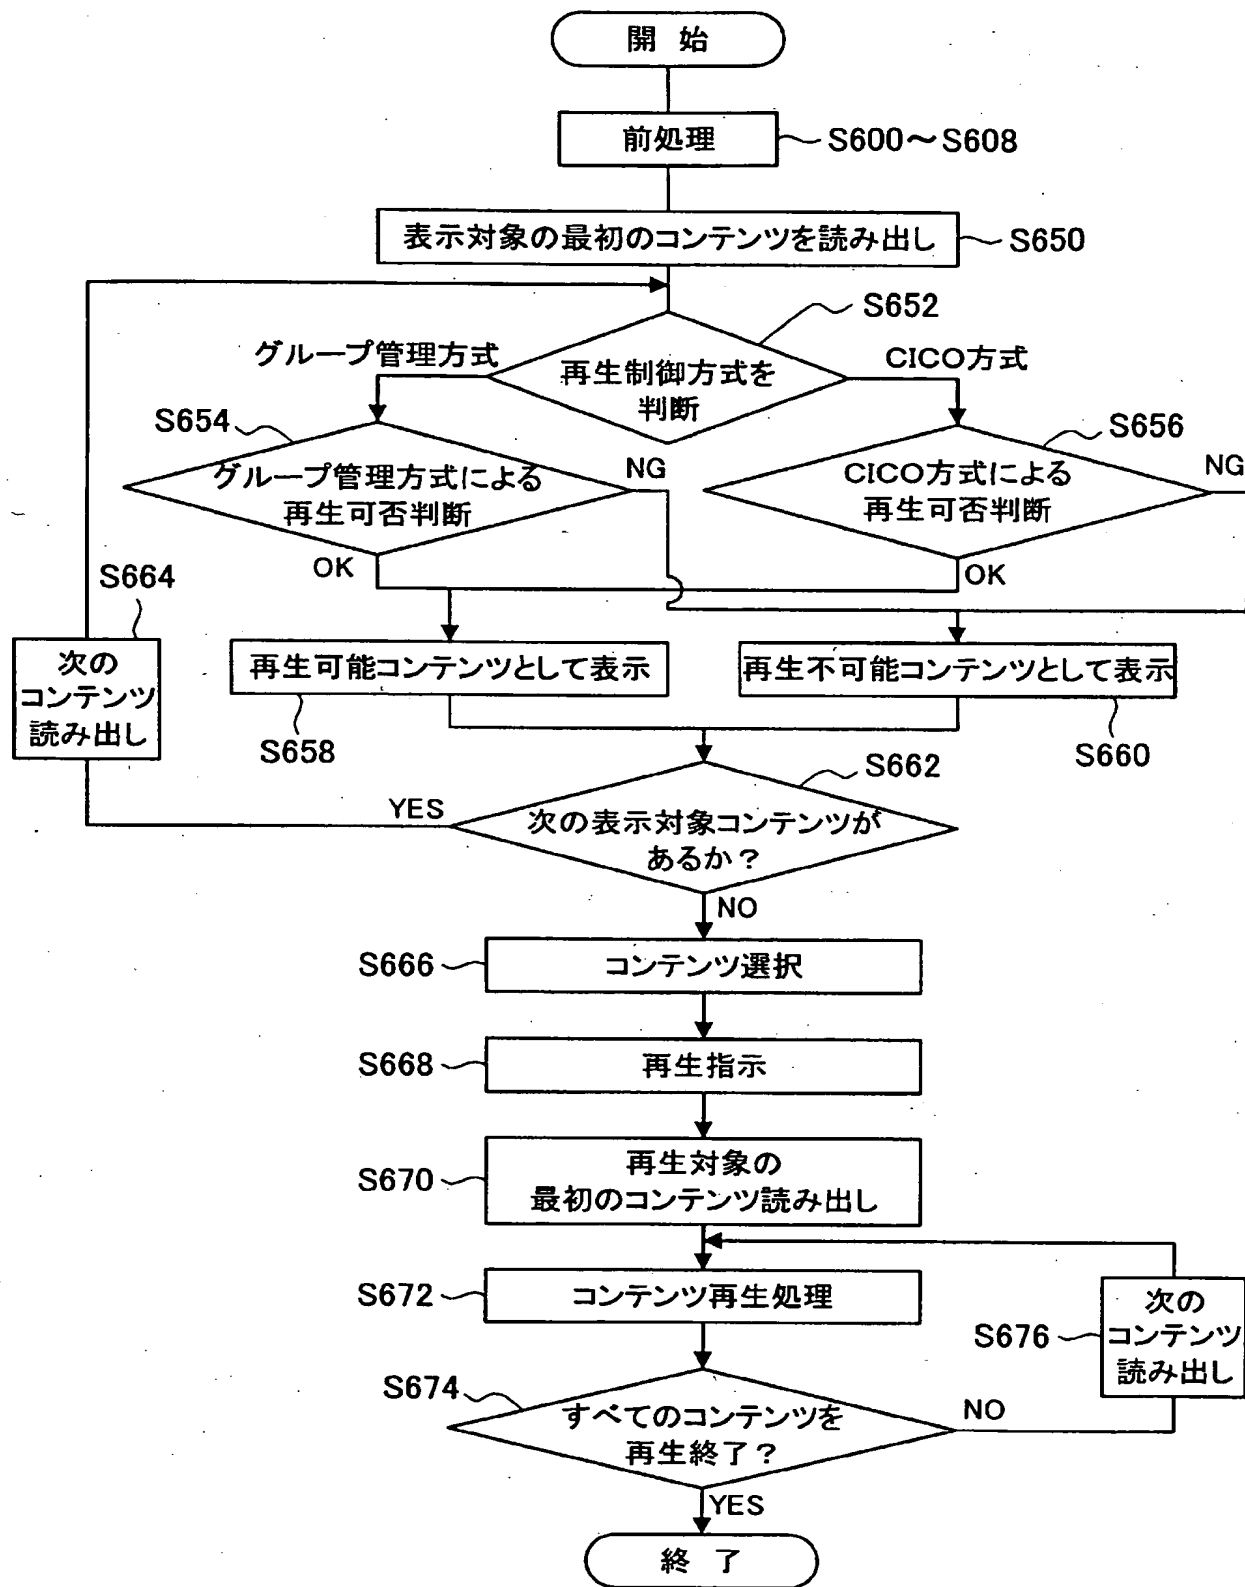 開 始
前処理
S600～S608
表示対象の最初のコンテンツを読み出し
S650
S652
グループ管理方式
再生制御方式を
判断
CICO方式
S654
グループ管理方式による
再生可否判断
NG
OK
S656
CICO方式による
再生可否判断
NG
OK
S664
次の
コンテンツ
読み出し
再生可能コンテンツとして表示
S658
再生不可能コンテンツとして表示
S660
S662
YES
次の表示対象コンテンツが
あるか？
NO
S666
コンテンツ選択
S668
再生指示
S670
再生対象の
最初のコンテンツ読み出し
S672
コンテンツ再生処理
S676
次の
コンテンツ
読み出し
S674
すべてのコンテンツを
再生終了？
NO
YES
終 了